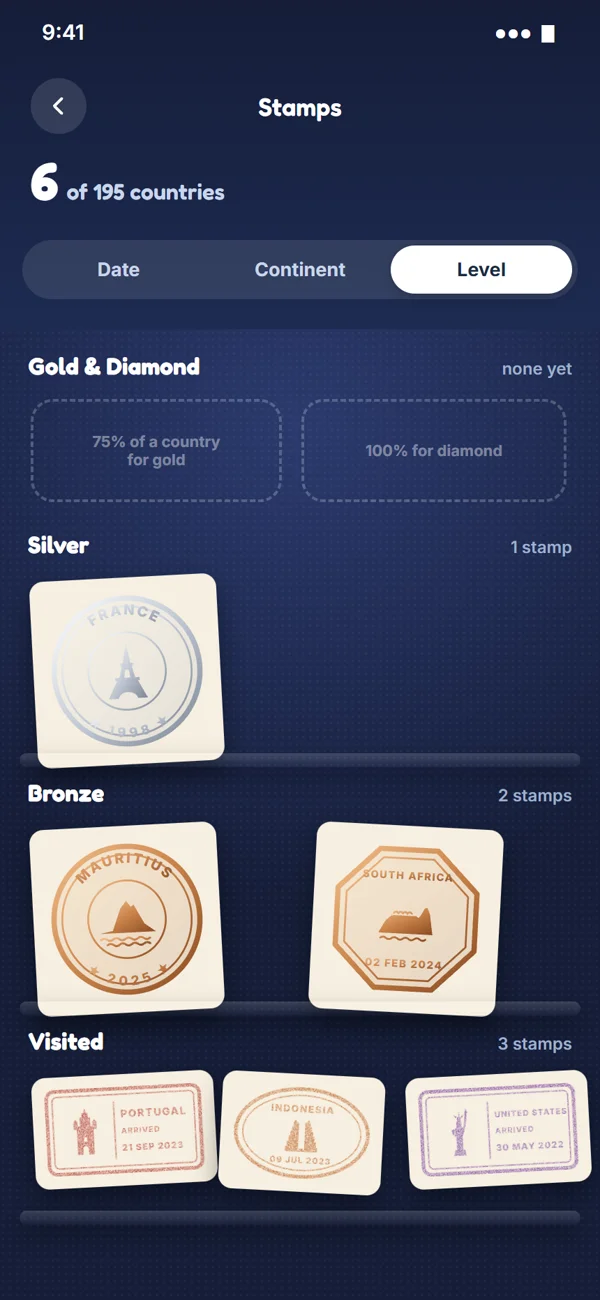 9:41
Stamps
6 of 195 countries
Date Continent Level
Gold & Diamond none yet
75% of a country
for gold
100% for diamond
Silver 1 stamp
FRANCE
1998 ★
Bronze 2 stamps
MAURITIUS
★ 2025 ★
SOUTH AFRICA
02 FEB 2024
Visited 3 stamps
PORTUGAL
ARRIVED
21 SEP 2023
INDONESIA
09 JUL 2023
UNITED STATES
ARRIVED
30 MAY 2022